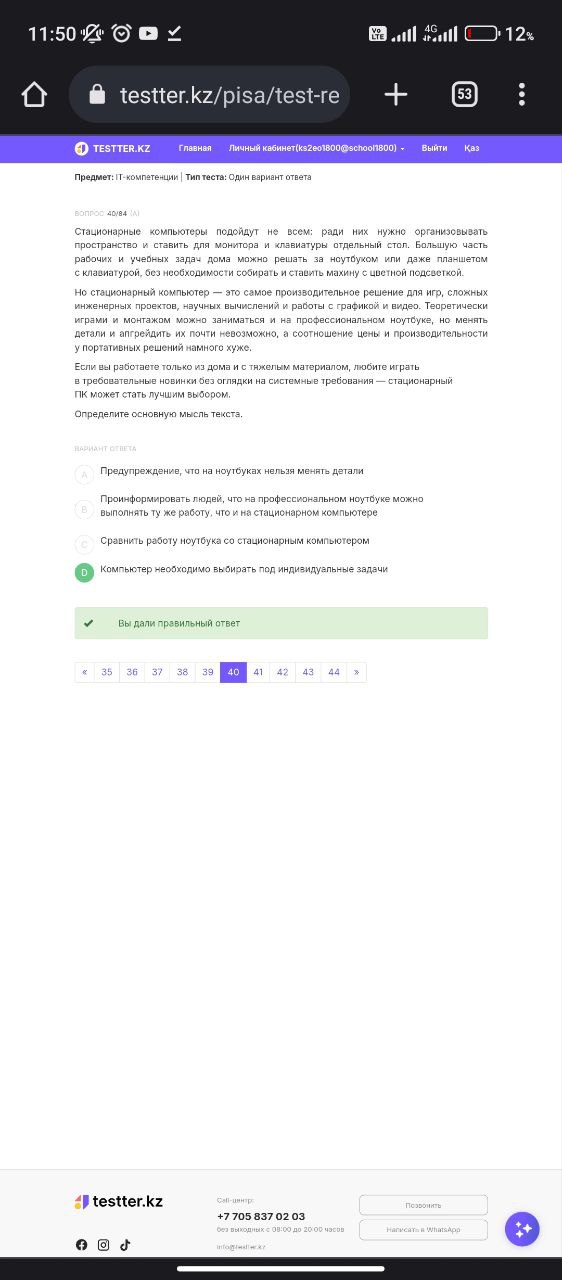 11:50
Vo LTE
4G
12%
testter.kz/pisa/test-re
53
TESTTER.KZ
Главная
Личный кабинет(ks2eo1800@school1800)
Выйти
Қаз
Предмет: IT-компетенции | Тип теста: Один вариант ответа
ВОПРОС 40/84 (A)
Стационарные компьютеры подойдут не всем: ради них нужно организовывать
пространство и ставить для монитора и клавиатуры отдельный стол. Большую часть
рабочих и учебных задач дома можно решать за ноутбуком или даже планшетом
с клавиатурой, без необходимости собирать и ставить махину с цветной подсветкой.
Но стационарный компьютер — это самое производительное решение для игр, сложных
инженерных проектов, научных вычислений и работы с графикой и видео. Теоретически
играми и монтажом можно заниматься и на профессиональном ноутбуке, но менять
детали и апгрейдить их почти невозможно, а соотношение цены и производительности
у портативных решений намного хуже.
Если вы работаете только из дома и с тяжелым материалом, любите играть
в требовательные новинки без оглядки на системные требования — стационарный
ПК может стать лучшим выбором.
Определите основную мысль текста.
ВАРИАНТ ОТВЕТА
A Предупреждение, что на ноутбуках нельзя менять детали
B Проинформировать людей, что на профессиональном ноутбуке можно
выполнять ту же работу, что и на стационарном компьютере
C Сравнить работу ноутбука со стационарным компьютером
D Компьютер необходимо выбирать под индивидуальные задачи
Вы дали правильный ответ
« 35 36 37 38 39 40 41 42 43 44 »
testter.kz
Call-центр:
+7 705 837 02 03
без выходных с 08:00 до 20:00 часов
info@testter.kz
Позвонить
Написать в WhatsApp